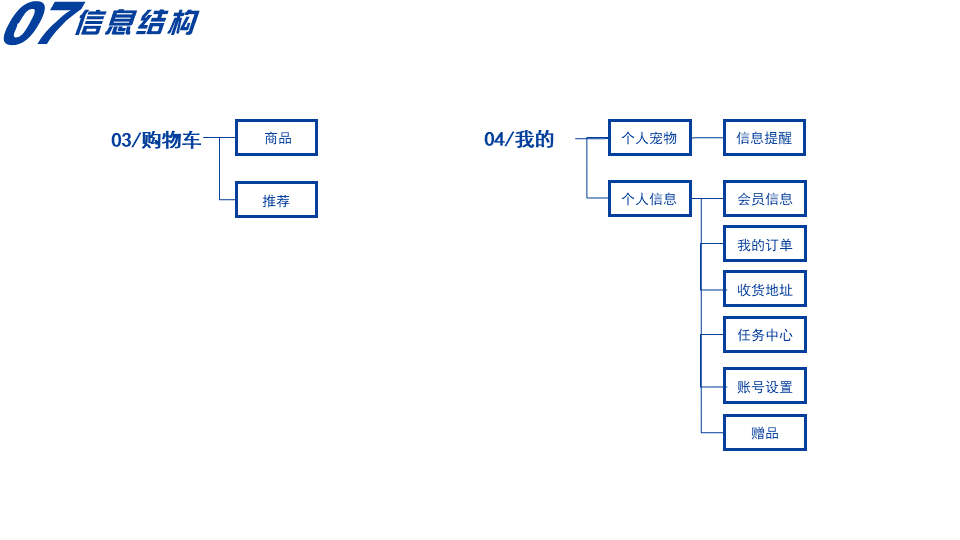 07信息结构
03/购物车
商品
推荐
04/我的
个人宠物
信息提醒
个人信息
会员信息
我的订单
收货地址
任务中心
账号设置
赠品